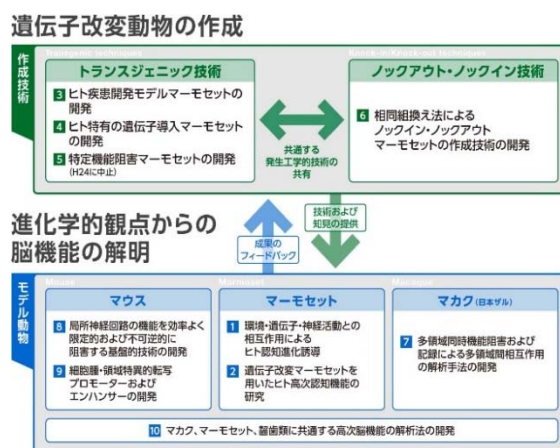 遺伝子改変動物の作成
作成技術
Transgenic techniques
Knock-in/Knock-out techniques
トランスジェニック技術
3 ヒト疾患開発モデルマーモセットの
開発
4 ヒト特有の遺伝子導入マーモセット
の開発
5 特定機能阻害マーモセットの開発
(H24に中止)
共通する
発生工学的技術の
共有
ノックアウト・ノックイン技術
6 相同組換え法による
ノックイン・ノックアウト
マーモセットの作成技術の開発
進化学的観点からの
脳機能の解明
成果の
フィードバック
技術および
知見の提供
モデル動物
Mouse
Marmoset
Macaque
マウス
8 局所神経回路の機能を効率よく
限定的および不可逆的に
阻害する基盤的技術の開発
9 細胞腫・領域特異的転写
プロモーターおよび
エンハンサーの開発
マーモセット
1 環境・遺伝子・神経活動との
相互作用による
ヒト認知進化誘導
2 遺伝子改変マーモセットを
用いたヒト高次認知機能の
研究
マカク(日本ザル)
7 多領域同時機能阻害および
記録による多領域間相互作用
の解析手法の開発
10 マカク、マーモセット、齧歯類に共通する高次脳機能の解析法の開発